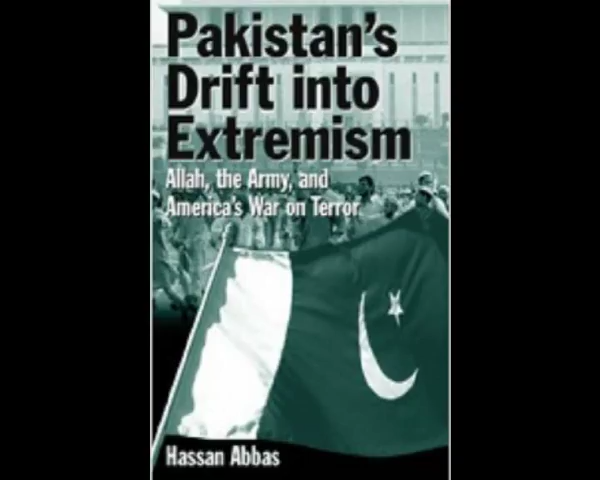 Pakistan's
Drift into
Extremism
Allah, the Army, and
America's War on Terror
Hassan Abbas